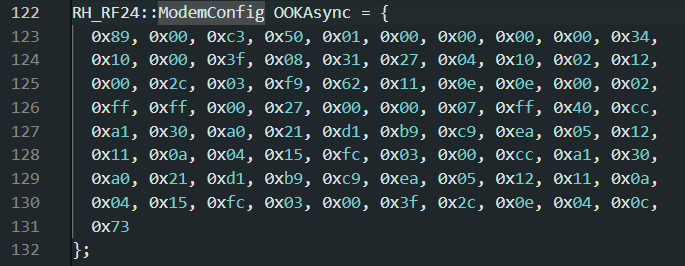 122 RH_RF24::ModemConfig OOKAsync = {
123 0x89, 0x00, 0xc3, 0x50, 0x01, 0x00, 0x00, 0x00, 0x00, 0x34,
124 0x10, 0x00, 0x3f, 0x08, 0x31, 0x27, 0x04, 0x10, 0x02, 0x12,
125 0x00, 0x2c, 0x03, 0xf9, 0x62, 0x11, 0x0e, 0x0e, 0x00, 0x02,
126 0xff, 0xff, 0x00, 0x27, 0x00, 0x00, 0x07, 0xff, 0x40, 0xcc,
127 0xa1, 0x30, 0xa0, 0x21, 0xd1, 0xb9, 0xc9, 0xea, 0x05, 0x12,
128 0x11, 0x0a, 0x04, 0x15, 0xfc, 0x03, 0x00, 0xcc, 0xa1, 0x30,
129 0xa0, 0x21, 0xd1, 0xb9, 0xc9, 0xea, 0x05, 0x12, 0x11, 0x0a,
130 0x04, 0x15, 0xfc, 0x03, 0x00, 0x3f, 0x2c, 0x0e, 0x04, 0x0c,
131 0x73
132 };